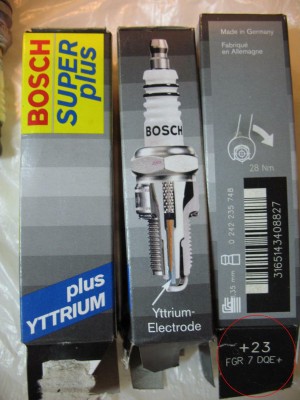 BOSCH
SUPER
plus
plus
YTTRIUM
BOSCH
Yttrium-
Electrode
Made in Germany
Fabriqué
en Allemagne
28 Nm
0 242 235 748
3165143408827
+23
FGR 7 DQE+